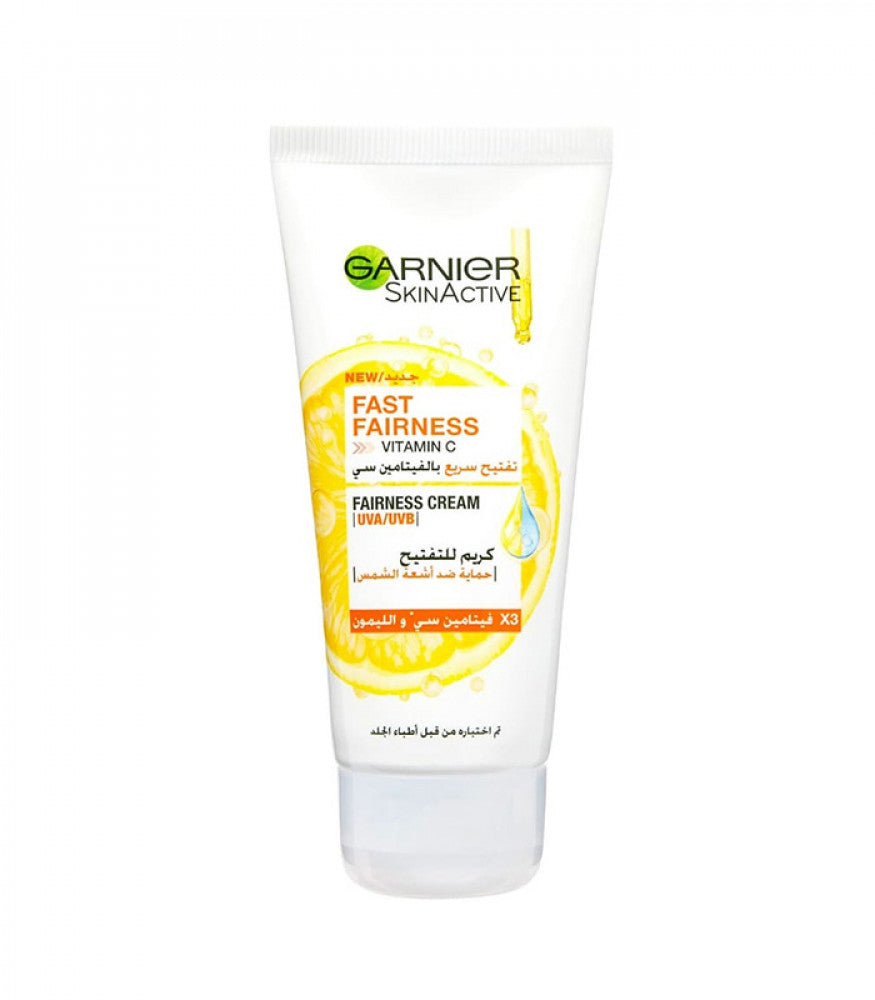 GARNIER
SKINACTIVE
NEW/جديد
FAST
FAIRNESS
VITAMIN C
تفتيح سريع بالفيتامين سي
FAIRNESS CREAM
|UVA/UVB|
كريم للتفتيح
|حماية ضد أشعة الشمس|
X3 فيتامين سي* و الليمون
تم اختباره من قبل أطباء الجلد